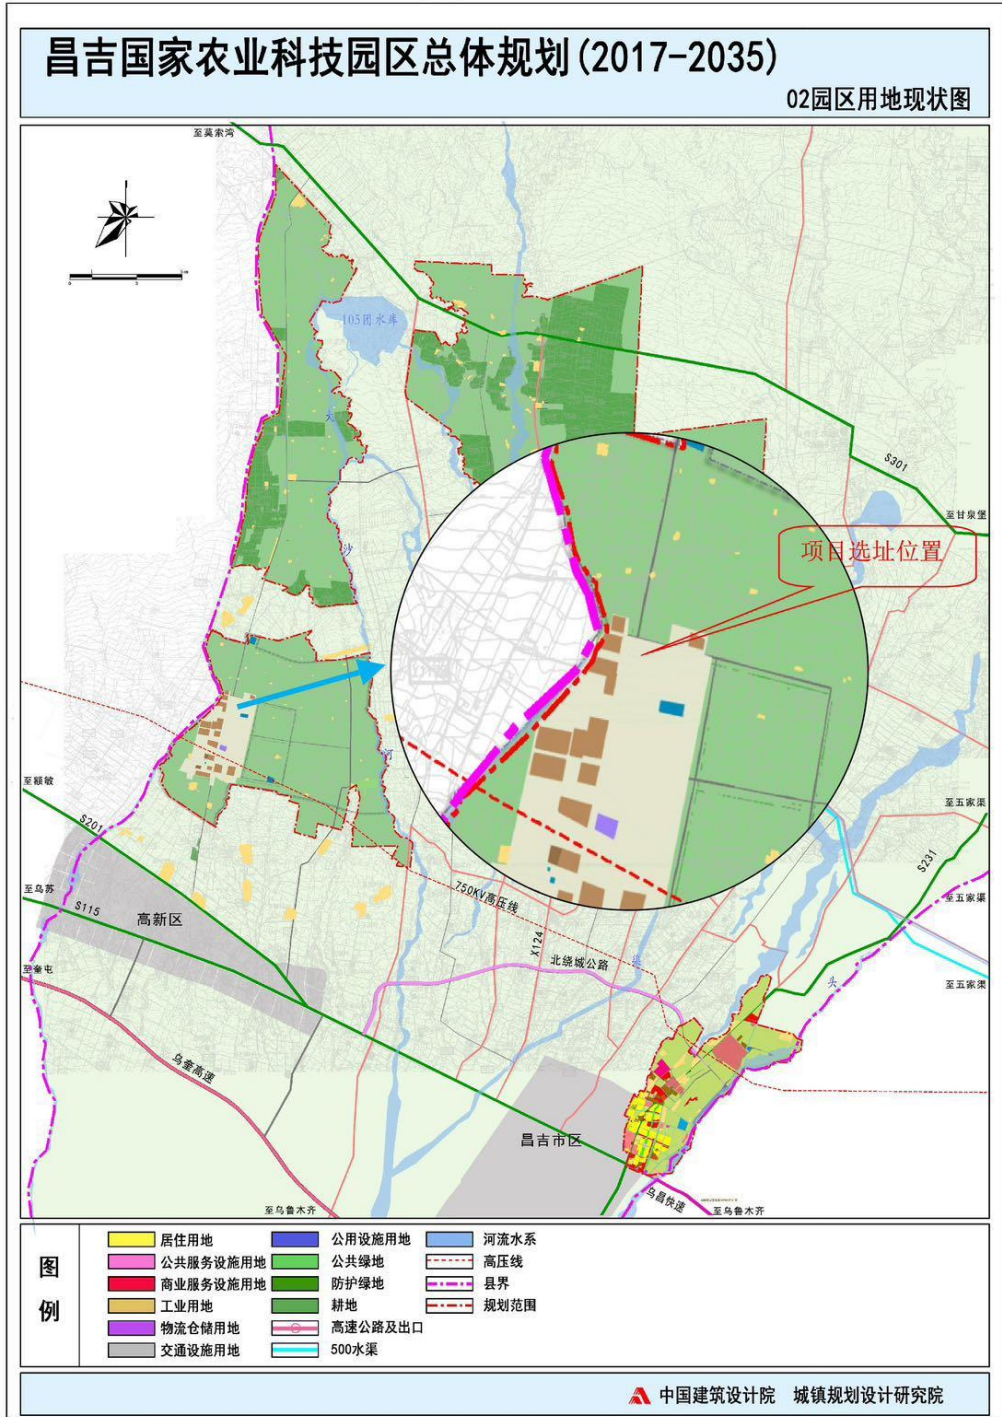 昌吉国家农业科技园区总体规划(2017-2035)
02园区用地现状图
至莫索湾
103团水库
大
沙
河
S301
至甘泉堡
项目选址位置
至额敏
S201
至乌苏
S115
高新区
至奎屯
乌奎高速
750KV高压线
X124
北绕城公路
渠
头
至五家渠
S231
至五家渠
至五家渠
昌吉市区
乌昌快速
至乌鲁木齐
至乌鲁木齐
图例
居住用地
公共服务设施用地
商业服务设施用地
工业用地
物流仓储用地
交通设施用地
公用设施用地
公共绿地
防护绿地
耕地
高速公路及出口
500水渠
河流水系
高压线
县界
规划范围
中国建筑设计院 城镇规划设计研究院